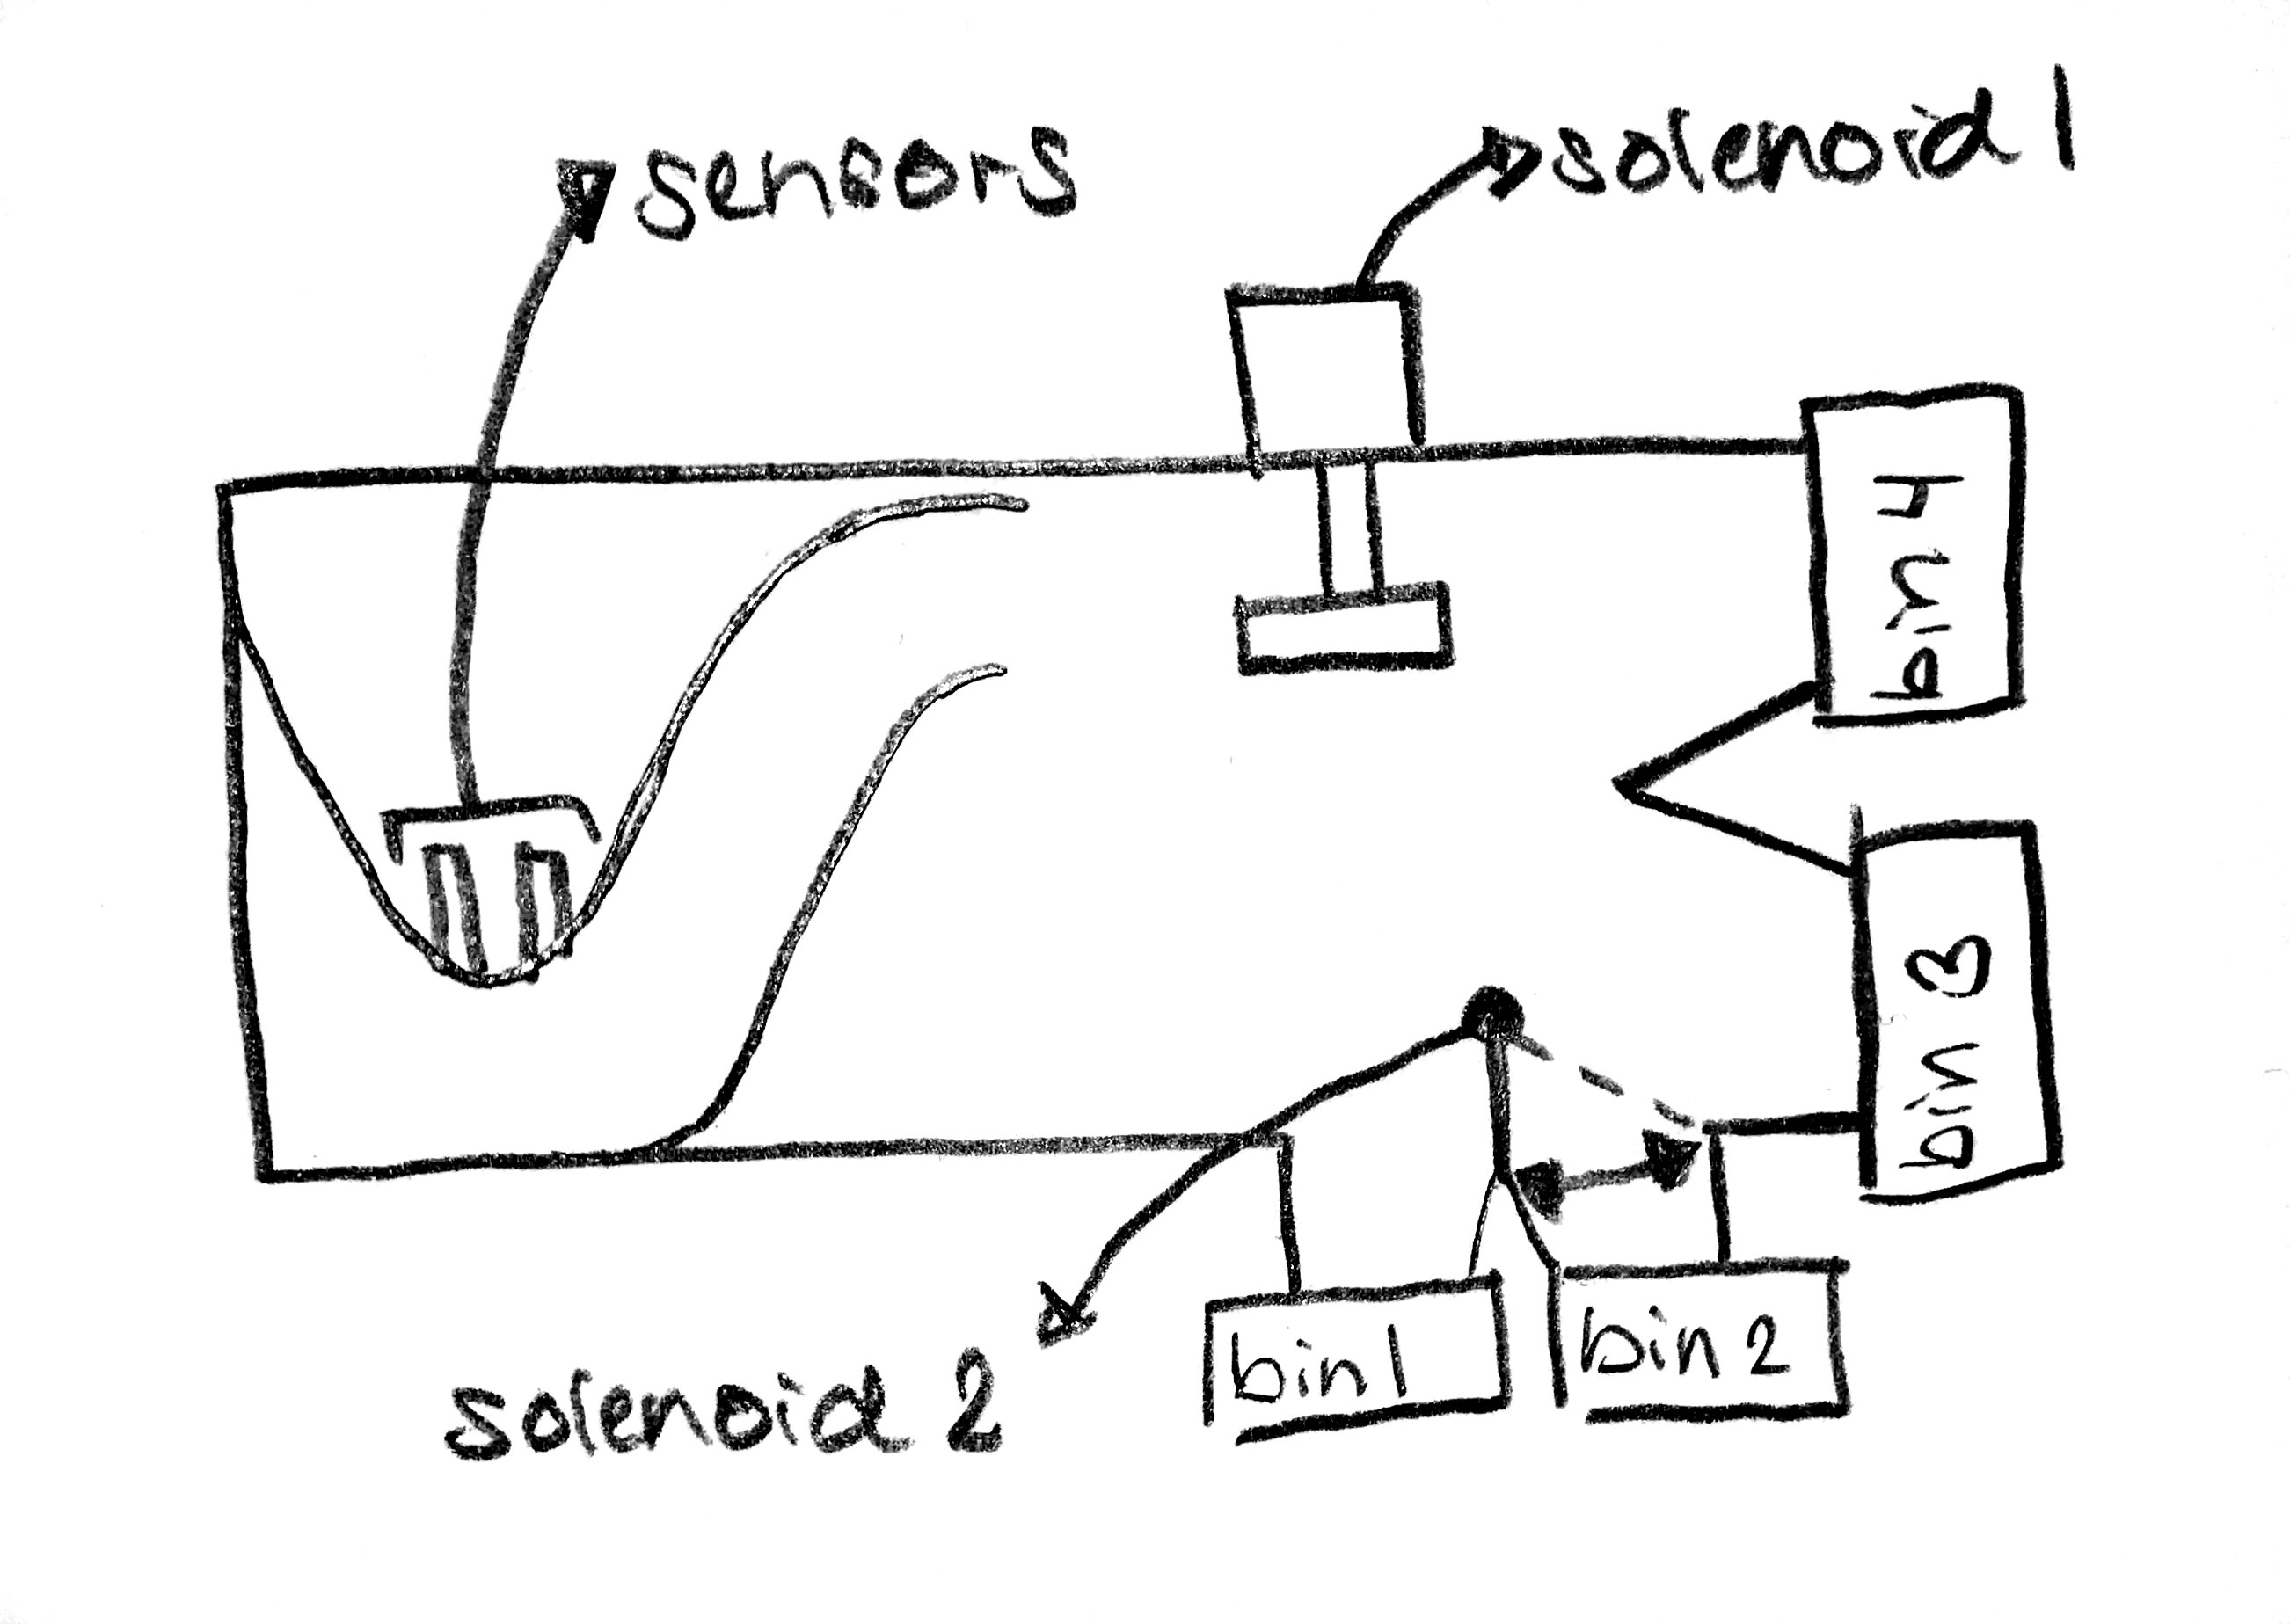 sensors
solenoid 1
bin 4
bin 3
bin 1
bin 2
solenoid 2